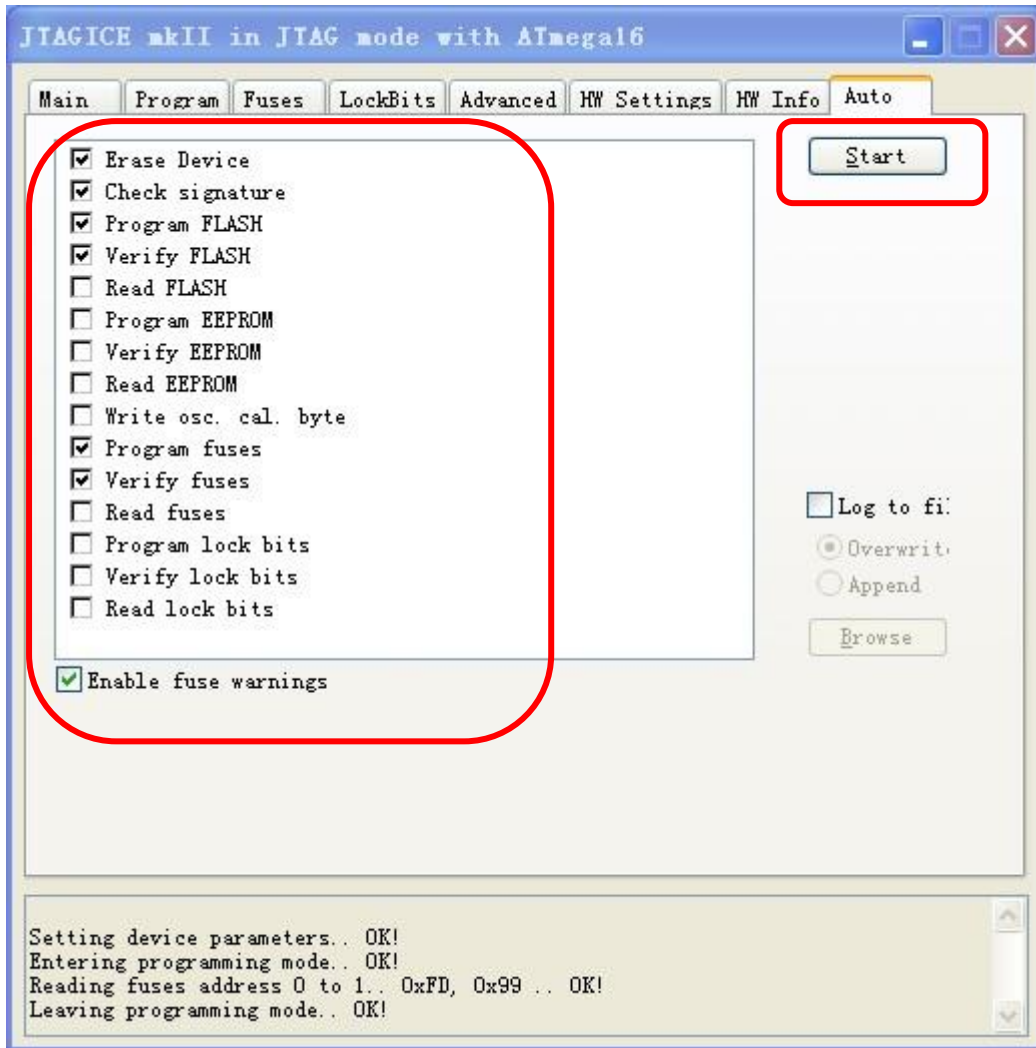 JTAGICE mkII in JTAG mode with ATmega16
Main Program Fuses LockBits Advanced HW Settings HW Info Auto
Start
Erase Device
Check signature
Program FLASH
Verify FLASH
Read FLASH
Program EEPROM
Verify EEPROM
Read EEPROM
Write osc. cal. byte
Program fuses
Verify fuses
Read fuses
Program lock bits
Verify lock bits
Read lock bits
Log to
Append
Browse
Enable fuse warnings
Setting device parameters.. OK!
Entering programming mode.. OK!
Reading fuses address 0 to 1.. 0xFD, 0x99 .. OK!
Leaving programming mode.. OK!